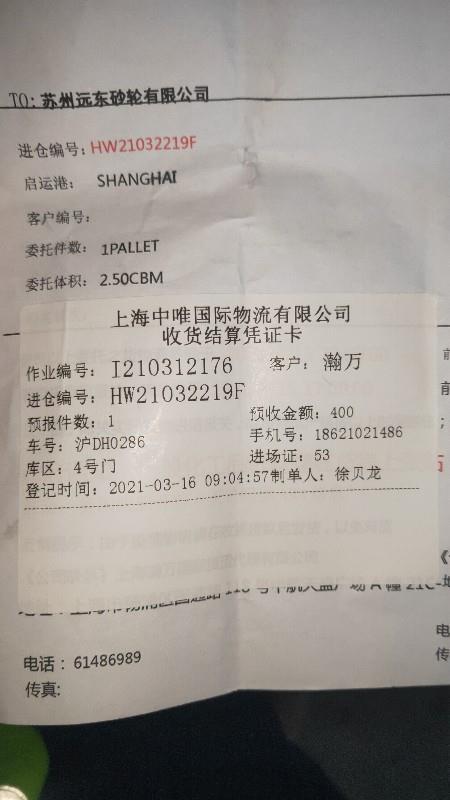 TO: 苏州远东砂轮有限公司
进仓编号: HW21032219F
启运港: SHANGHAI
客户编号:
委托件数: 1PALLET
委托体积: 2.50CBM
上海中唯国际物流有限公司
收货结算凭证卡
作业编号: I210312176 客户: 瀚万
进仓编号: HW21032219F
预报件数: 1 预收金额: 400
车号: 沪DH0286 手机号: 18621021486
库区: 4号门 进场证: 53
登记时间: 2021-03-16 09:04:57制单人: 徐贝龙
电话: 61486989
传真: